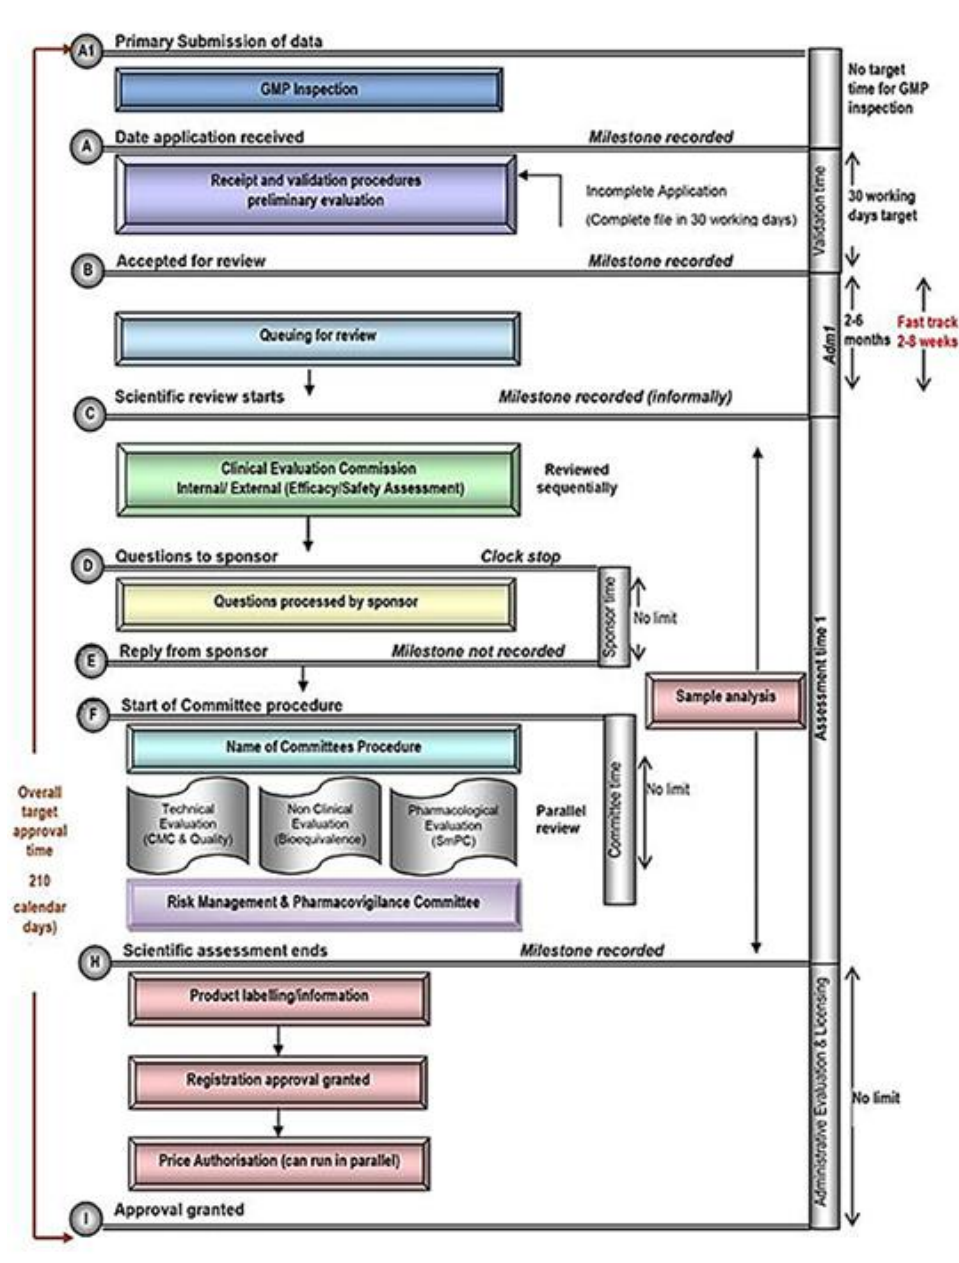 A1
Primary Submission of data
GMP Inspection
No target
time for GMP
inspection
A
Date application received
Milestone recorded
Receipt and validation procedures
preliminary evaluation
Incomplete Application
(Complete file in 30 working days)
Validation time
30 working
days target
B
Accepted for review
Milestone recorded
Queuing for review
Adm1
2-6
months
Fast track
2-8 weeks
C
Scientific review starts
Milestone recorded (informally)
Clinical Evaluation Commission
Internal/ External (Efficacy/Safety Assessment)
Reviewed
sequentially
D
Questions to sponsor
Clock stop
Questions processed by sponsor
Sponsor time
No limit
E
Reply from sponsor
Milestone not recorded
Sample analysis
Assessment time 1
F
Start of Committee procedure
Name of Committees Procedure
Technical
Evaluation
(CMC & Quality)
Non Clinical
Evaluation
(Bioequivalence)
Pharmacological
Evaluation
(SmPC)
Parallel
review
Committee time
No limit
Risk Management & Pharmacovigilance Committee
Overall
target
approval
time
210
calendar
days)
H
Scientific assessment ends
Milestone recorded
Product labelling/information
Registration approval granted
Price Authorisation (can run in parallel)
Administrative Evaluation & Licensing
No limit
I
Approval granted